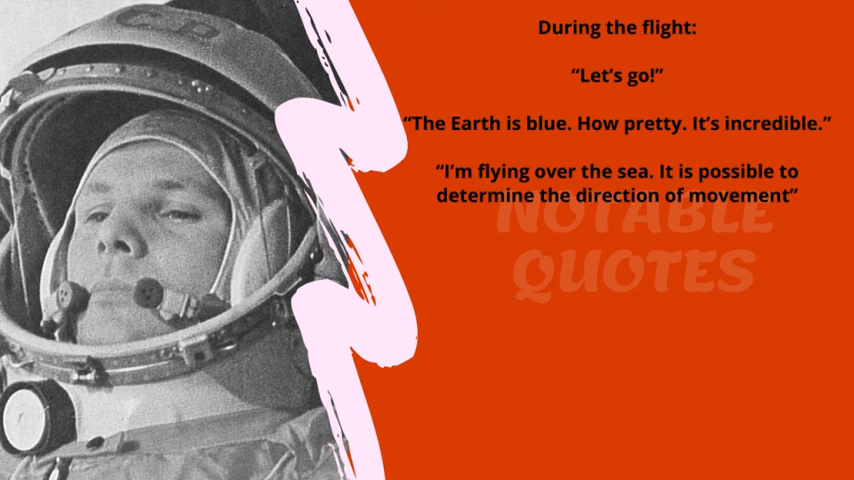 During the flight:
“Let’s go!”
“The Earth is blue. How pretty. It’s incredible.”
“I’m flying over the sea. It is possible to
determine the direction of movement”
NOTABLE
QUOTES